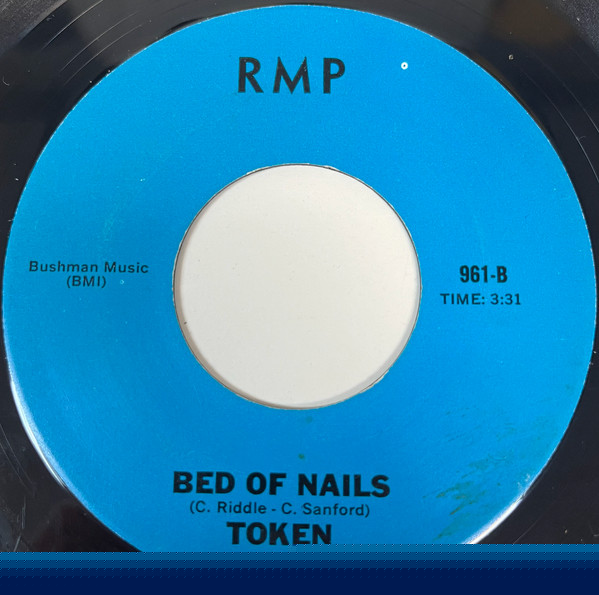 RMP
Bushman Music
(BMI)
961-B
TIME: 3:31
BED OF NAILS
(C. Riddle - C. Sanford)
TOKEN